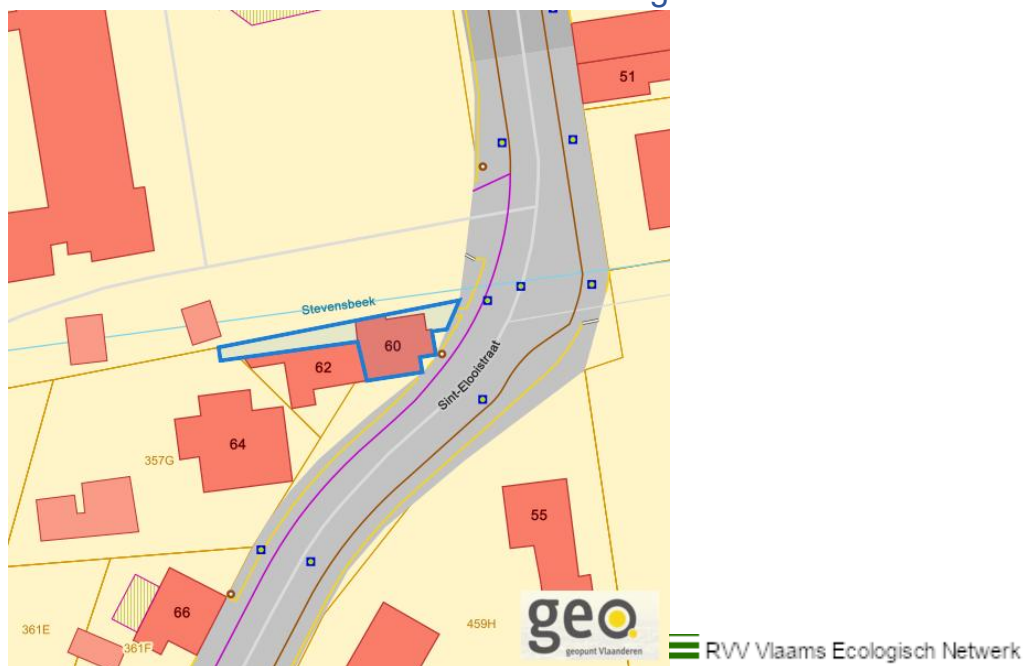 51
Stevensbeek
60
62
Sint-Elooistraat
64
357G
55
66
361E
361F
459H
geo
geopunt Vlaanderen
RVV Vlaams Ecologisch Netwerk